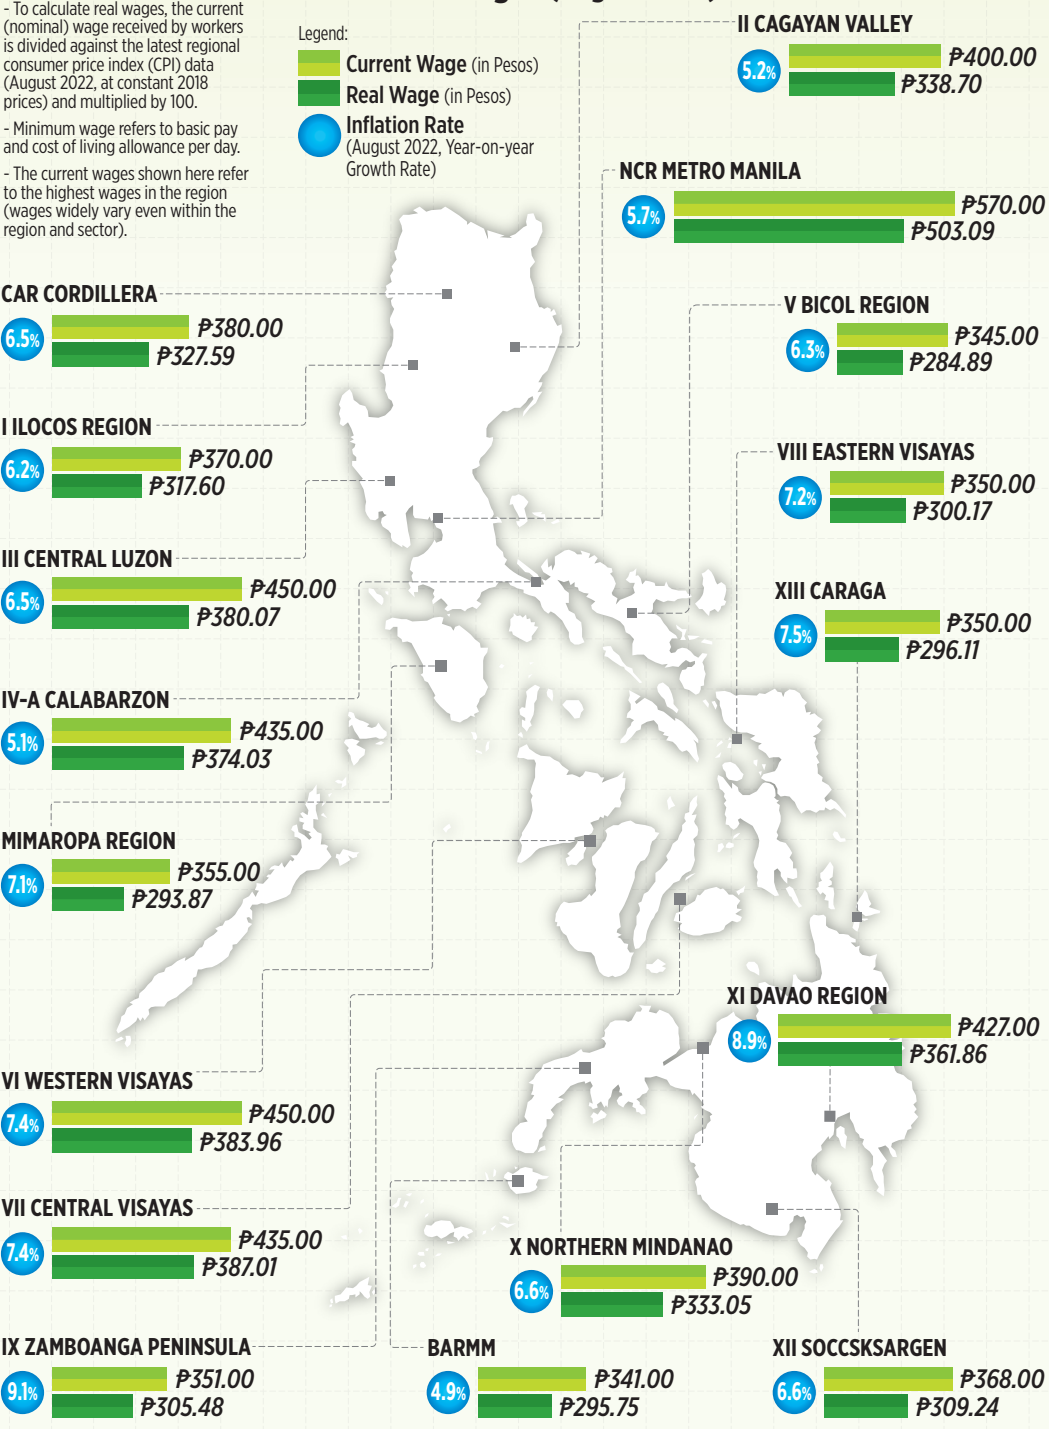 - To calculate real wages, the current
(nominal) wage received by workers
is divided against the latest regional
consumer price index (CPI) data
(August 2022, at constant 2018
prices) and multiplied by 100.
- Minimum wage refers to basic pay
and cost of living allowance per day.
- The current wages shown here refer
to the highest wages in the region
(wages widely vary even within the
region and sector).
Legend:
Current Wage (in Pesos)
Real Wage (in Pesos)
Inflation Rate
(August 2022, Year-on-year
Growth Rate)
II CAGAYAN VALLEY
5.2%
₱400.00
₱338.70
NCR METRO MANILA
5.7%
₱570.00
₱503.09
CAR CORDILLERA
6.5%
₱380.00
₱327.59
V BICOL REGION
6.3%
₱345.00
₱284.89
I ILOCOS REGION
6.2%
₱370.00
₱317.60
VIII EASTERN VISAYAS
7.2%
₱350.00
₱300.17
III CENTRAL LUZON
6.5%
₱450.00
₱380.07
XIII CARAGA
7.5%
₱350.00
₱296.11
IV-A CALABARZON
5.1%
₱435.00
₱374.03
MIMAROPA REGION
7.1%
₱355.00
₱293.87
XI DAVAO REGION
8.9%
₱427.00
₱361.86
VI WESTERN VISAYAS
7.4%
₱450.00
₱383.96
VII CENTRAL VISAYAS
7.4%
₱435.00
₱387.01
X NORTHERN MINDANAO
6.6%
₱390.00
₱333.05
IX ZAMBOANGA PENINSULA
9.1%
₱351.00
₱305.48
BARMM
4.9%
₱341.00
₱295.75
XII SOCCSKSARGEN
6.6%
₱368.00
₱309.24